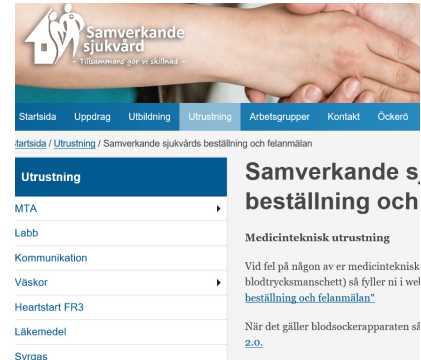 Samverkande
sjukvård
- Tillsammans gör vi skillnad -
Startsida Uppdrag Utbildning Utrustning Arbetsgrupper Kontakt Öckerö
Startsida / Utrustning / Samverkande sjukvårds beställning och felanmälan
Utrustning
MTA
Labb
Kommunikation
Väskor
Heartstart FR3
Läkemedel
Syrgas
Samverkande s
beställning och
Medicinteknisk utrustning
Vid fel på någon av er medicinteknisk
blodtrycksmanschett) så fyller ni i we
beställning och felanmälan"
När det gäller blodsockerapparaten så
2.0.